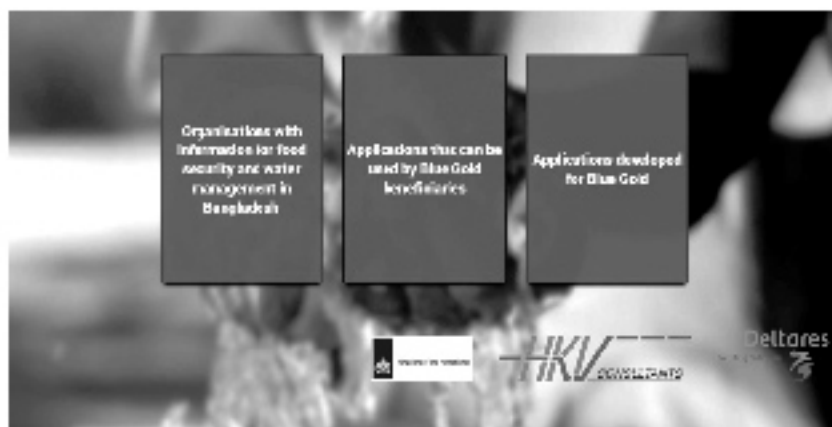 Organisations with
information for food
security and water
management in
Bangladesh
Applications that can be
used by Blue Gold
beneficiaries
Applications developed
for Blue Gold
HKV
CONSULTANTS
Deltares